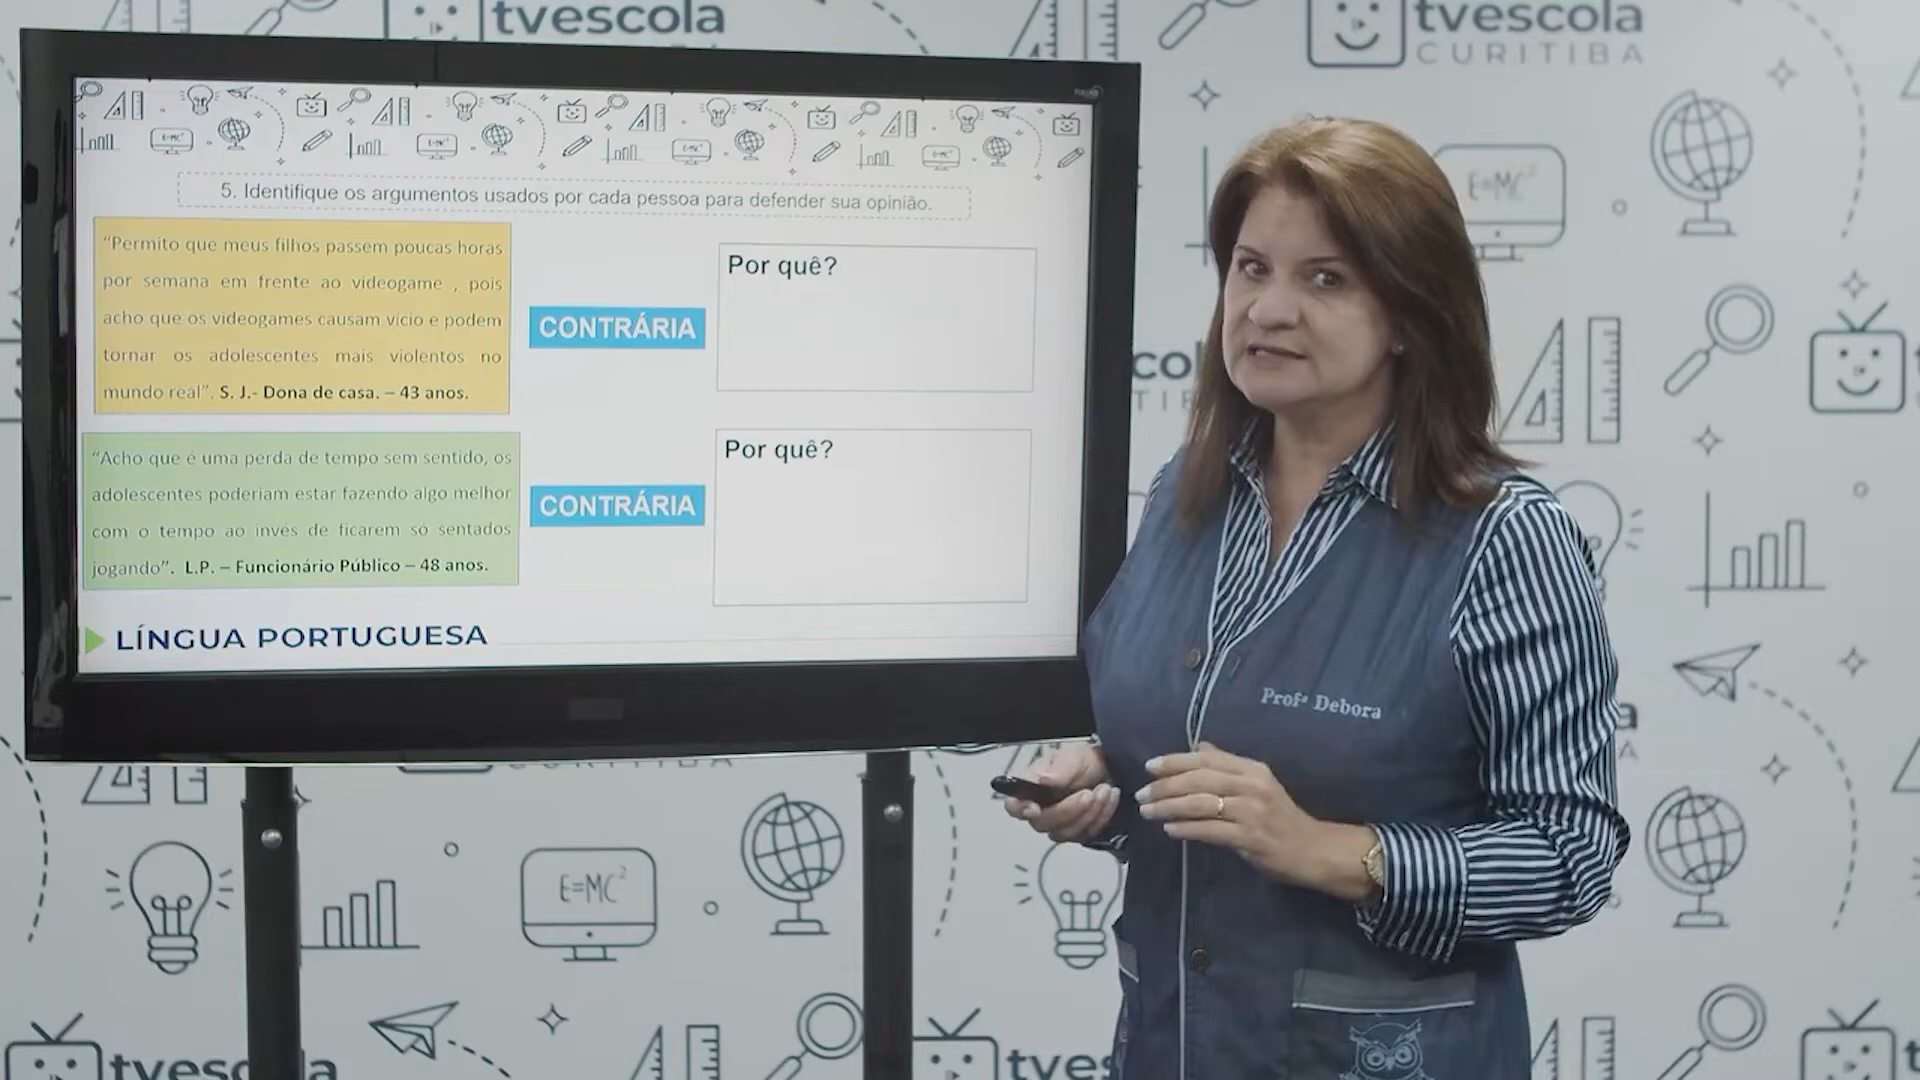 tvescola
tvescola
CURITIBA
5. Identifique os argumentos usados por cada pessoa para defender sua opinião.
“Permito que meus filhos passem poucas horas
por semana em frente ao videogame , pois
acho que os videogames causam vício e podem
tornar os adolescentes mais violentos no
mundo real”. S. J.- Dona de casa. – 43 anos.
CONTRÁRIA
Por quê?
“Acho que é uma perda de tempo sem sentido, os
adolescentes poderiam estar fazendo algo melhor
com o tempo ao invés de ficarem só sentados
jogando”. L.P. – Funcionário Público – 48 anos.
CONTRÁRIA
Por quê?
LÍNGUA PORTUGUESA
E=MC²
Profª Debora
CURITIBA
E=MC²
tvescola
tves